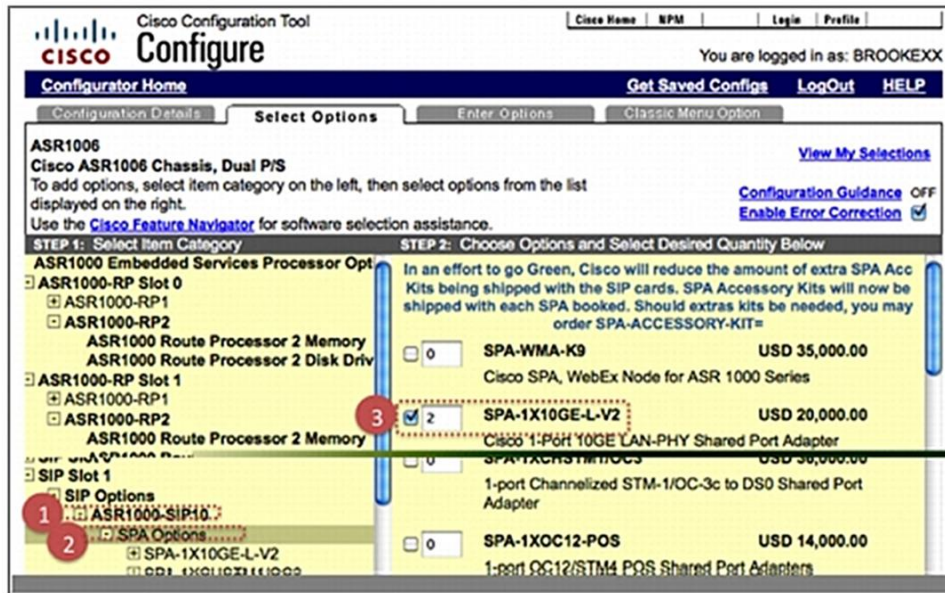 CISCO
Cisco Configuration Tool
Configure
Cisco Home | NPM | | Login | Profile |
You are logged in as: BROOKEXX
Configurator Home
Get Saved Configs LogOut HELP
Configuration Details
Select Options
Enter Options
Classic Menu Option
ASR1006
Cisco ASR1006 Chassis, Dual P/S
To add options, select item category on the left, then select options from the list
displayed on the right.
Use the Cisco Feature Navigator for software selection assistance.
View My Selections
Configuration Guidance OFF
Enable Error Correction
STEP 1: Select Item Category
ASR1000 Embedded Services Processor Opt
ASR1000-RP Slot 0
ASR1000-RP1
ASR1000-RP2
ASR1000 Route Processor 2 Memory
ASR1000 Route Processor 2 Disk Driv
ASR1000-RP Slot 1
ASR1000-RP1
ASR1000-RP2
ASR1000 Route Processor 2 Memory
SIP Slot 1
SIP Options
1 ASR1000-SIP10
2 SPA Options
SPA-1X10GE-L-V2
STEP 2: Choose Options and Select Desired Quantity Below
In an effort to go Green, Cisco will reduce the amount of extra SPA Acc
Kits being shipped with the SIP cards. SPA Accessory Kits will now be
shipped with each SPA booked. Should extras kits be needed, you may
order SPA-ACCESSORY-KIT=
0 SPA-WMA-K9 USD 35,000.00
Cisco SPA, WebEx Node for ASR 1000 Series
3 2 SPA-1X10GE-L-V2 USD 20,000.00
Cisco 1-Port 10GE LAN-PHY Shared Port Adapter
0 SPA-1XCHSTM1/OC3 USD
1-port Channelized STM-1/OC-3c to DS0 Shared Port
Adapter
0 SPA-1XOC12-POS USD 14,000.00
1-port OC12/STM4 POS Shared Port Adapters